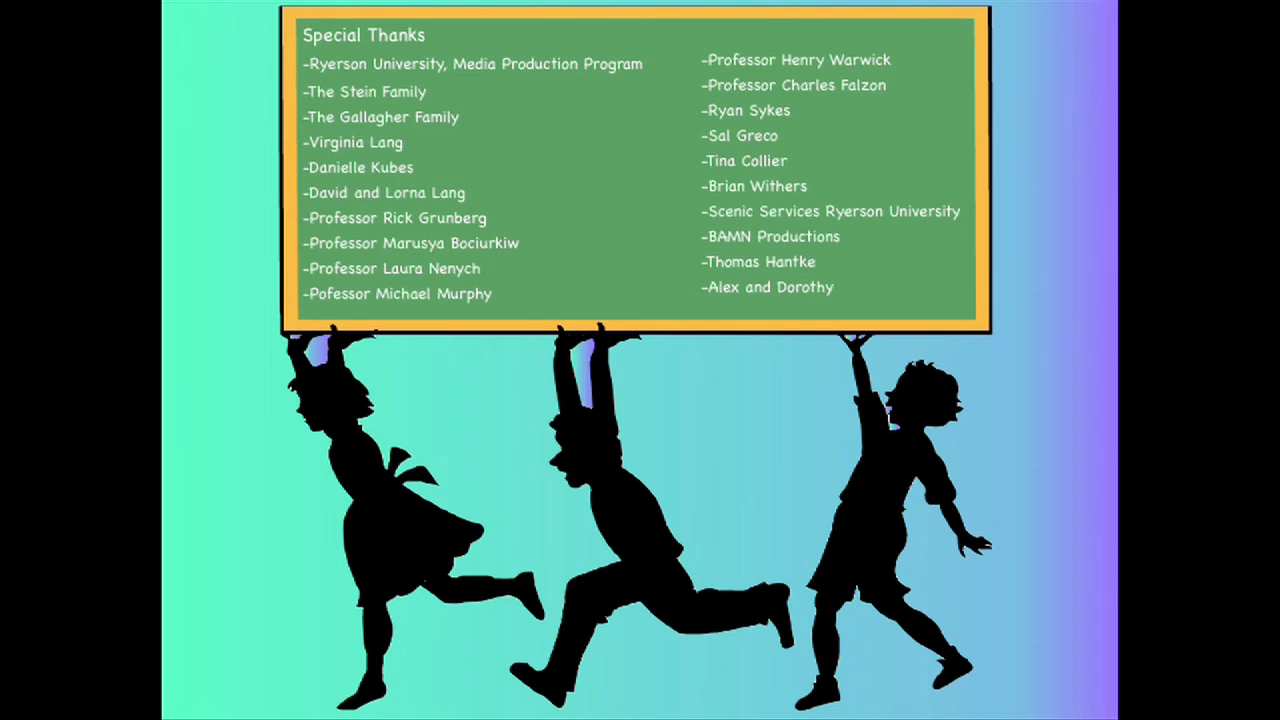 Special Thanks
-Ryerson University, Media Production Program
-The Stein Family
-The Gallagher Family
-Virginia Lang
-Danielle Kubes
-David and Lorna Lang
-Professor Rick Grunberg
-Professor Marusya Bociurkiw
-Professor Laura Nenych
-Pofessor Michael Murphy
-Professor Henry Warwick
-Professor Charles Falzon
-Ryan Sykes
-Sal Greco
-Tina Collier
-Brian Withers
-Scenic Services Ryerson University
-BAMN Productions
-Thomas Hantke
-Alex and Dorothy